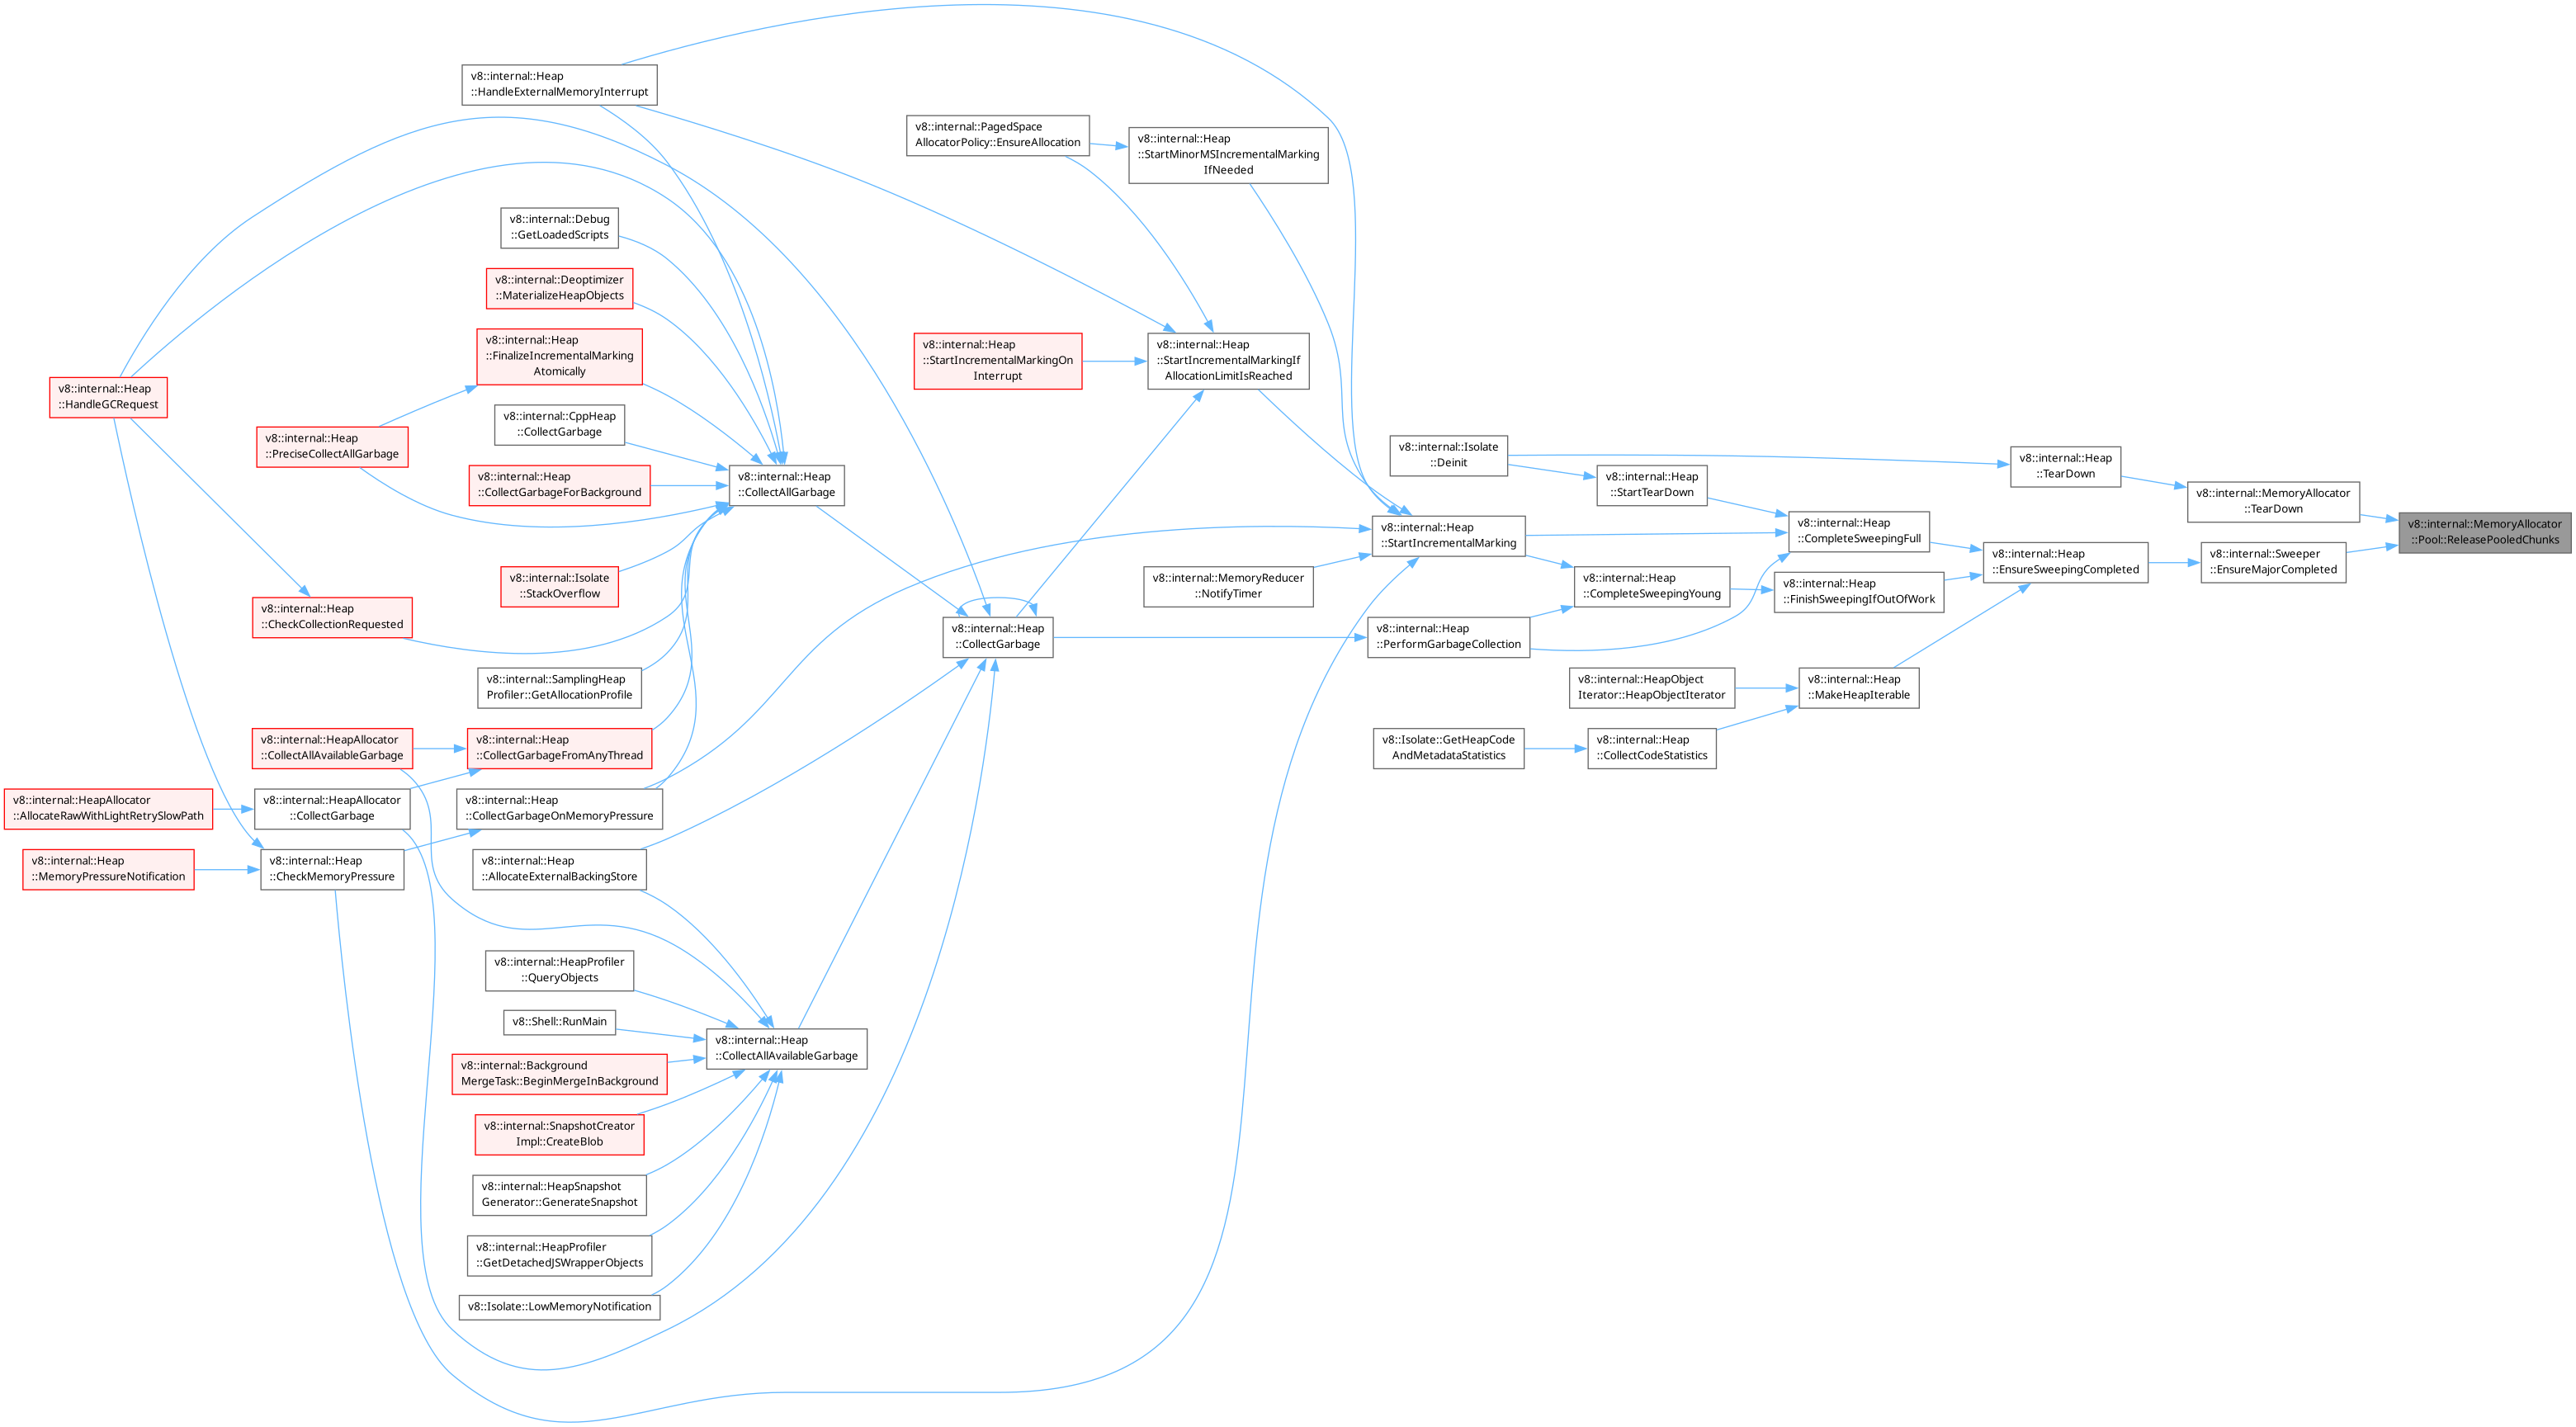 v8::internal::Heap
::HandleExternalMemoryInterrupt
v8::internal::PagedSpace
AllocatorPolicy::EnsureAllocation
v8::internal::Heap
::StartMinorMSIncrementalMarking
IfNeeded
v8::internal::Debug
::GetLoadedScripts
v8::internal::Deoptimizer
::MaterializeHeapObjects
v8::internal::Heap
::FinalizeIncrementalMarking
Atomically
v8::internal::Heap
::StartIncrementalMarkingOn
Interrupt
v8::internal::Heap
::StartIncrementalMarkingIf
AllocationLimitIsReached
v8::internal::Heap
::HandleGCRequest
v8::internal::CppHeap
::CollectGarbage
v8::internal::Heap
::PreciseCollectAllGarbage
v8::internal::Isolate
::Deinit
v8::internal::Heap
::TearDown
v8::internal::Heap
::CollectGarbageForBackground
v8::internal::Heap
::CollectAllGarbage
v8::internal::Heap
::StartTearDown
v8::internal::MemoryAllocator
::TearDown
v8::internal::Heap
::StartIncrementalMarking
v8::internal::Heap
::CompleteSweepingFull
v8::internal::MemoryAllocator
::Pool::ReleasePooledChunks
v8::internal::Heap
::EnsureSweepingCompleted
v8::internal::Sweeper
::EnsureMajorCompleted
v8::internal::Isolate
::StackOverflow
v8::internal::MemoryReducer
::NotifyTimer
v8::internal::Heap
::CompleteSweepingYoung
v8::internal::Heap
::FinishSweepingIfOutOfWork
v8::internal::Heap
::CheckCollectionRequested
v8::internal::Heap
::CollectGarbage
v8::internal::Heap
::PerformGarbageCollection
v8::internal::SamplingHeap
Profiler::GetAllocationProfile
v8::internal::HeapObject
Iterator::HeapObjectIterator
v8::internal::Heap
::MakeHeapIterable
v8::internal::HeapAllocator
::CollectAllAvailableGarbage
v8::internal::Heap
::CollectGarbageFromAnyThread
v8::Isolate::GetHeapCode
AndMetadataStatistics
v8::internal::Heap
::CollectCodeStatistics
v8::internal::HeapAllocator
::AllocateRawWithLightRetrySlowPath
v8::internal::HeapAllocator
::CollectGarbage
v8::internal::Heap
::CollectGarbageOnMemoryPressure
v8::internal::Heap
::MemoryPressureNotification
v8::internal::Heap
::CheckMemoryPressure
v8::internal::Heap
::AllocateExternalBackingStore
v8::internal::HeapProfiler
::QueryObjects
v8::Shell::RunMain
v8::internal::Heap
::CollectAllAvailableGarbage
v8::internal::Background
MergeTask::BeginMergeInBackground
v8::internal::SnapshotCreator
Impl::CreateBlob
v8::internal::HeapSnapshot
Generator::GenerateSnapshot
v8::internal::HeapProfiler
::GetDetachedJSWrapperObjects
v8::Isolate::LowMemoryNotification